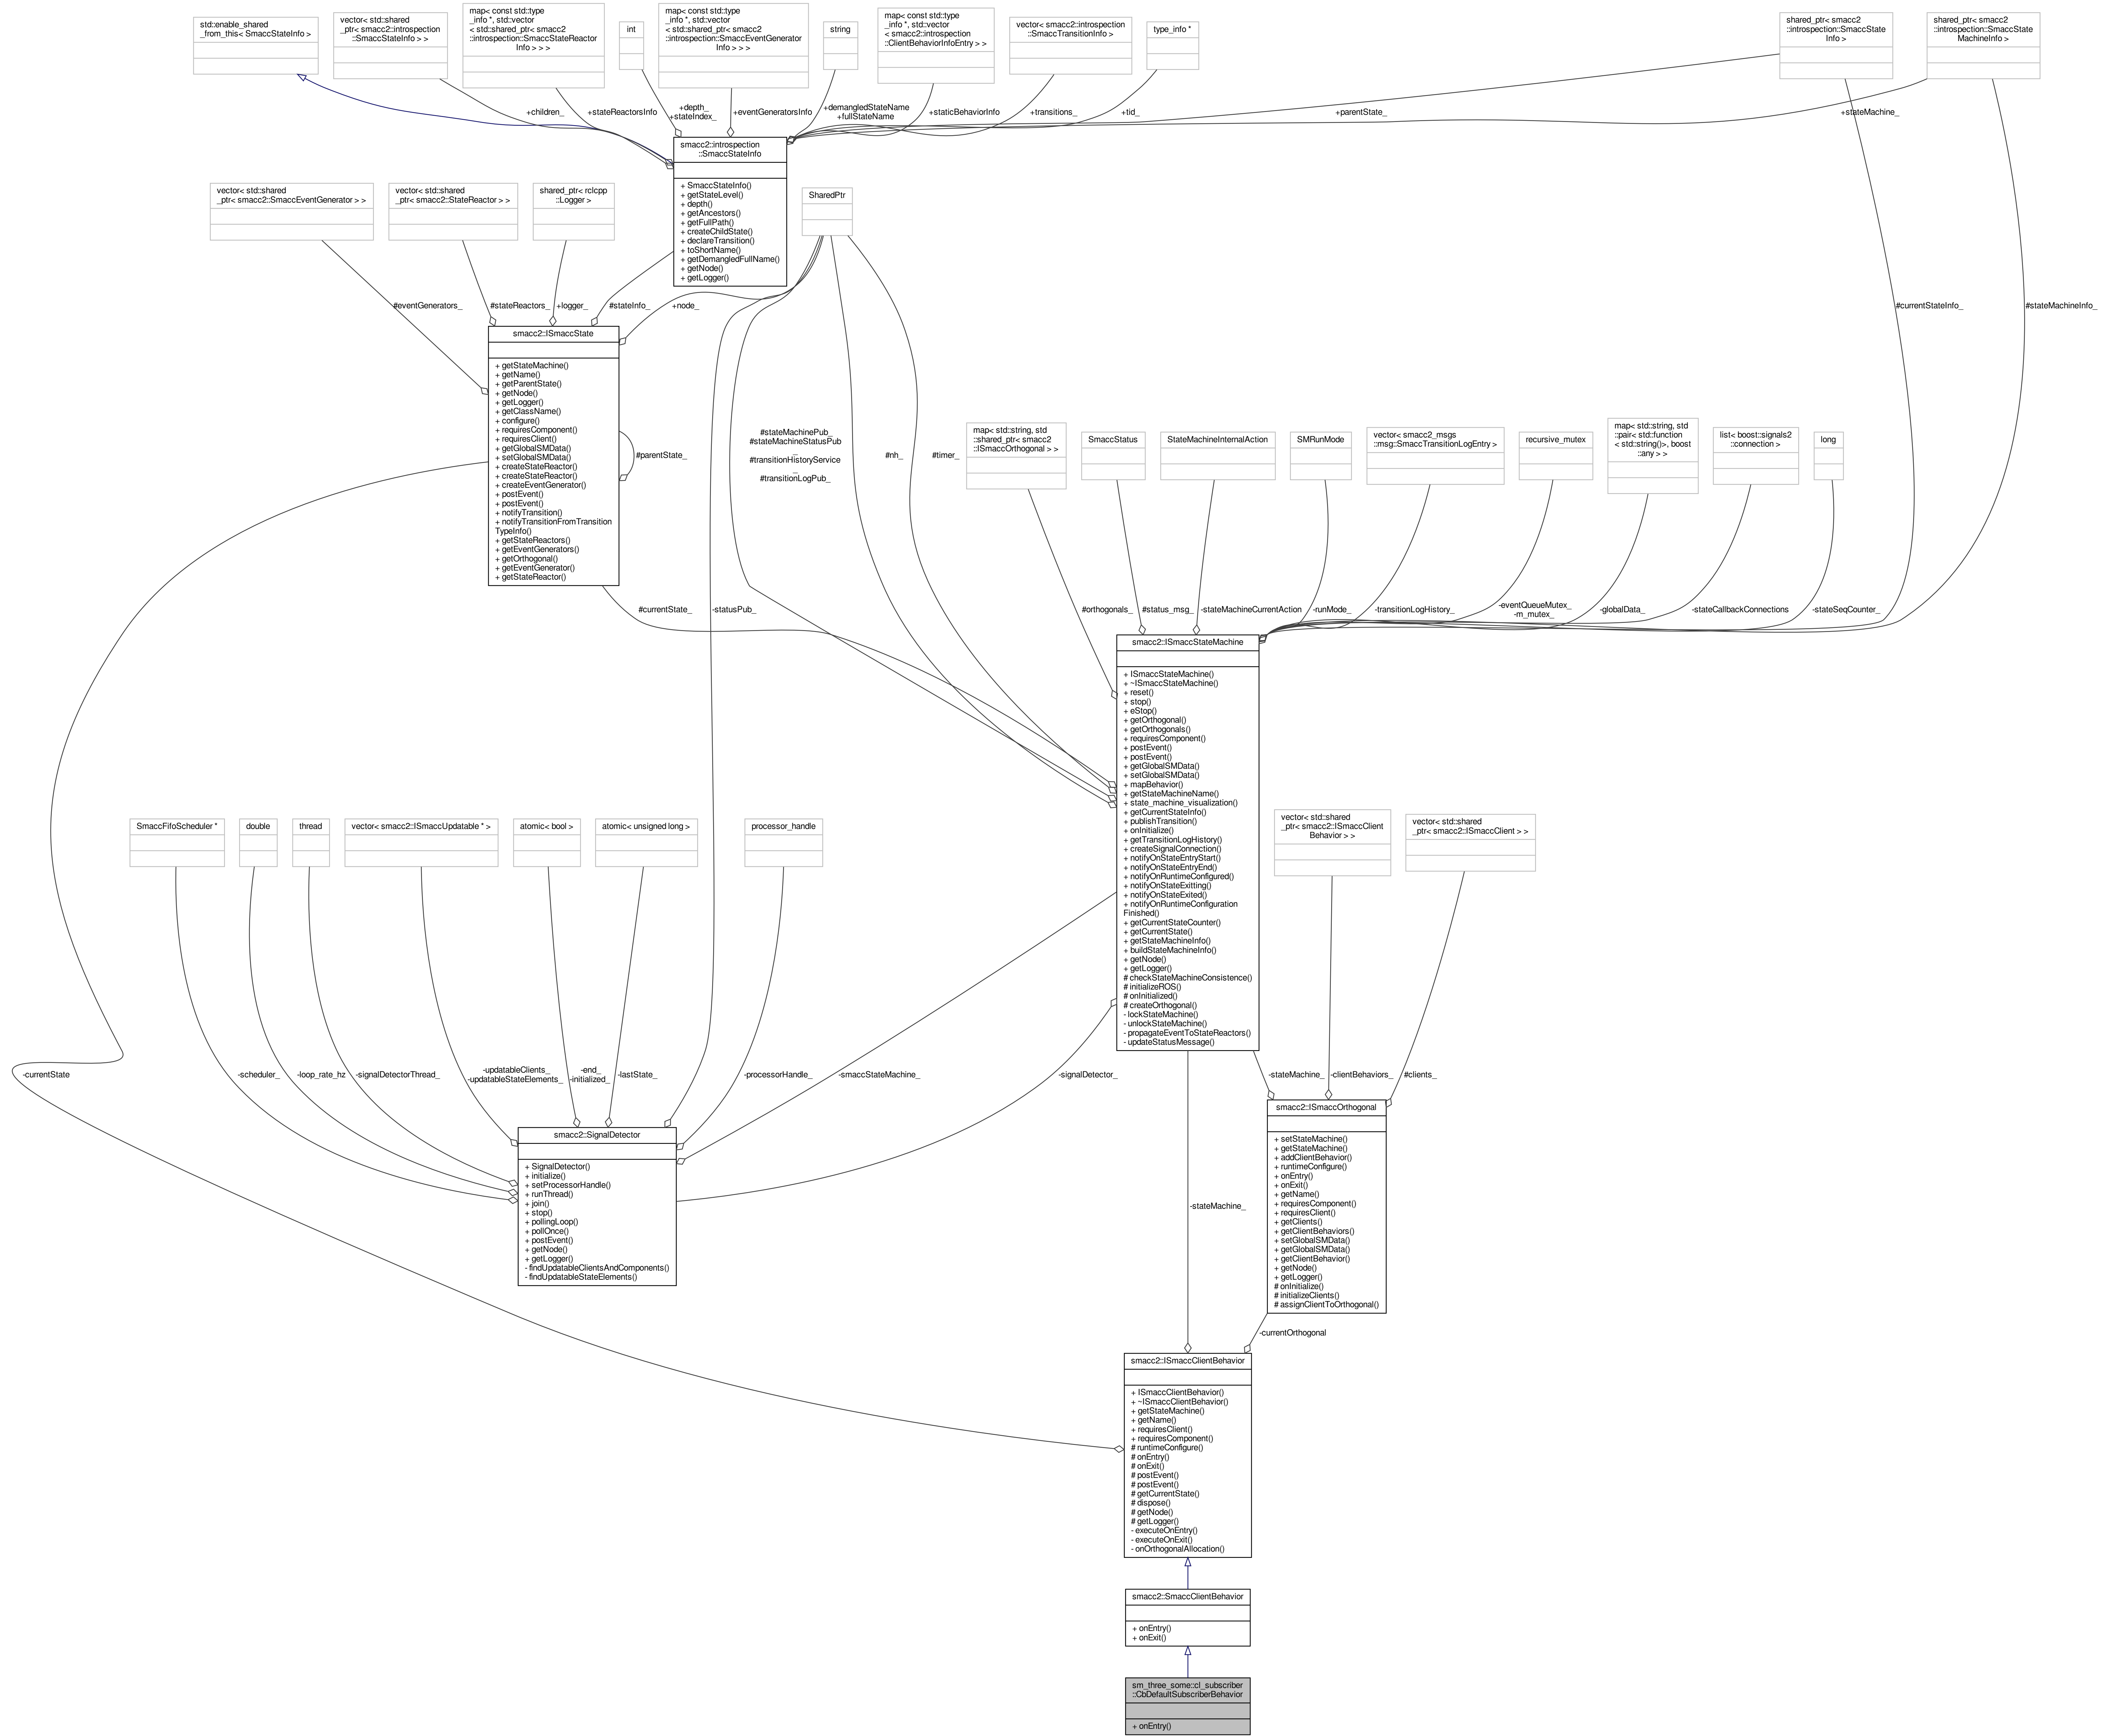 std::enable_shared
_from_this< SmaccStateInfo >
vector< std::shared
_ptr< smacc2::introspection
::SmaccStateInfo > >
map< const std::type
_info *, std::vector
< std::shared_ptr< smacc2
::introspection::SmaccStateReactor
Info > > >
int
map< const std::type
_info *, std::vector
< std::shared_ptr< smacc2
::introspection::SmaccEventGenerator
Info > > >
string
map< const std::type
_info *, std::vector
< smacc2::introspection
::ClientBehaviorInfoEntry > >
vector< smacc2::introspection
::SmaccTransitionInfo >
type_info *
shared_ptr< smacc2
::introspection::SmaccState
Info >
shared_ptr< smacc2
::introspection::SmaccState
MachineInfo >
+children_
+stateReactorsInfo
+depth_
+stateIndex_
+eventGeneratorsInfo
+demangledStateName
+fullStateName
+staticBehaviorInfo
+transitions_
+tid_
+parentState_
+stateMachine_
smacc2::introspection
::SmaccStateInfo
+ SmaccStateInfo()
+ getStateLevel()
+ depth()
+ getAncestors()
+ getFullPath()
+ createChildState()
+ declareTransition()
+ toShortName()
+ getDemangledFullName()
+ getNode()
+ getLogger()
vector< std::shared
_ptr< smacc2::SmaccEventGenerator > >
vector< std::shared
_ptr< smacc2::StateReactor > >
shared_ptr< rclcpp
::Logger >
SharedPtr
#eventGenerators_
#stateReactors_
+logger_
#stateInfo_
+node_
#currentStateInfo_
#stateMachineInfo_
smacc2::ISmaccState
+ getStateMachine()
+ getName()
+ getParentState()
+ getNode()
+ getLogger()
+ getClassName()
+ configure()
+ requiresComponent()
+ requiresClient()
+ getGlobalSMData()
+ setGlobalSMData()
+ createStateReactor()
+ createStateReactor()
+ createEventGenerator()
+ postEvent()
+ postEvent()
+ notifyTransition()
+ notifyTransitionFromTransition
TypeInfo()
+ getStateReactors()
+ getEventGenerators()
+ getOrthogonal()
+ getEventGenerator()
+ getStateReactor()
#parentState_
#stateMachinePub_
#stateMachineStatusPub
_
#transitionHistoryService
_
#transitionLogPub_
#nh_
#timer_
map< std::string, std
::shared_ptr< smacc2
::ISmaccOrthogonal > >
SmaccStatus
StateMachineInternalAction
SMRunMode
vector< smacc2_msgs
::msg::SmaccTransitionLogEntry >
recursive_mutex
map< std::string, std
::pair< std::function
< std::string()>, boost
::any > >
list< boost::signals2
::connection >
long
#currentState_
-statusPub_
#orthogonals_
#status_msg_
-stateMachineCurrentAction
-runMode_
-transitionLogHistory_
-eventQueueMutex_
-m_mutex_
-globalData_
-stateCallbackConnections
-stateSeqCounter_
smacc2::ISmaccStateMachine
+ ISmaccStateMachine()
+ ~ISmaccStateMachine()
+ reset()
+ stop()
+ eStop()
+ getOrthogonal()
+ getOrthogonals()
+ requiresComponent()
+ postEvent()
+ postEvent()
+ getGlobalSMData()
+ setGlobalSMData()
+ mapBehavior()
+ getStateMachineName()
+ state_machine_visualization()
+ getCurrentStateInfo()
+ publishTransition()
+ onInitialize()
+ getTransitionLogHistory()
+ createSignalConnection()
+ notifyOnStateEntryStart()
+ notifyOnStateEntryEnd()
+ notifyOnRuntimeConfigured()
+ notifyOnStateExitting()
+ notifyOnStateExited()
+ notifyOnRuntimeConfiguration
Finished()
+ getCurrentStateCounter()
+ getCurrentState()
+ getStateMachineInfo()
+ buildStateMachineInfo()
+ getNode()
+ getLogger()
# checkStateMachineConsistence()
# initializeROS()
# onInitialized()
# createOrthogonal()
- lockStateMachine()
- unlockStateMachine()
- propagateEventToStateReactors()
- updateStatusMessage()
SmaccFifoScheduler *
double
thread
vector< smacc2::ISmaccUpdatable * >
atomic< bool >
atomic< unsigned long >
processor_handle
vector< std::shared
_ptr< smacc2::ISmaccClient
Behavior > >
vector< std::shared
_ptr< smacc2::ISmaccClient > >
-currentState
-scheduler_
-loop_rate_hz
-signalDetectorThread_
-updatableClients_
-updatableStateElements_
-end_
-initialized_
-lastState_
-processorHandle_
-smaccStateMachine_
-signalDetector_
-stateMachine_
-clientBehaviors_
#clients_
smacc2::SignalDetector
+ SignalDetector()
+ initialize()
+ setProcessorHandle()
+ runThread()
+ join()
+ stop()
+ pollingLoop()
+ pollOnce()
+ postEvent()
+ getNode()
+ getLogger()
- findUpdatableClientsAndComponents()
- findUpdatableStateElements()
smacc2::ISmaccOrthogonal
+ setStateMachine()
+ getStateMachine()
+ addClientBehavior()
+ runtimeConfigure()
+ onEntry()
+ onExit()
+ getName()
+ requiresComponent()
+ requiresClient()
+ getClients()
+ getClientBehaviors()
+ setGlobalSMData()
+ getGlobalSMData()
+ getClientBehavior()
+ getNode()
+ getLogger()
# onInitialize()
# initializeClients()
# assignClientToOrthogonal()
-stateMachine_
-currentOrthogonal
smacc2::ISmaccClientBehavior
+ ISmaccClientBehavior()
+ ~ISmaccClientBehavior()
+ getStateMachine()
+ getName()
+ requiresClient()
+ requiresComponent()
# runtimeConfigure()
# onEntry()
# onExit()
# postEvent()
# postEvent()
# getCurrentState()
# dispose()
# getNode()
# getLogger()
- executeOnEntry()
- executeOnExit()
- onOrthogonalAllocation()
smacc2::SmaccClientBehavior
+ onEntry()
+ onExit()
sm_three_some::cl_subscriber
::CbDefaultSubscriberBehavior
+ onEntry()